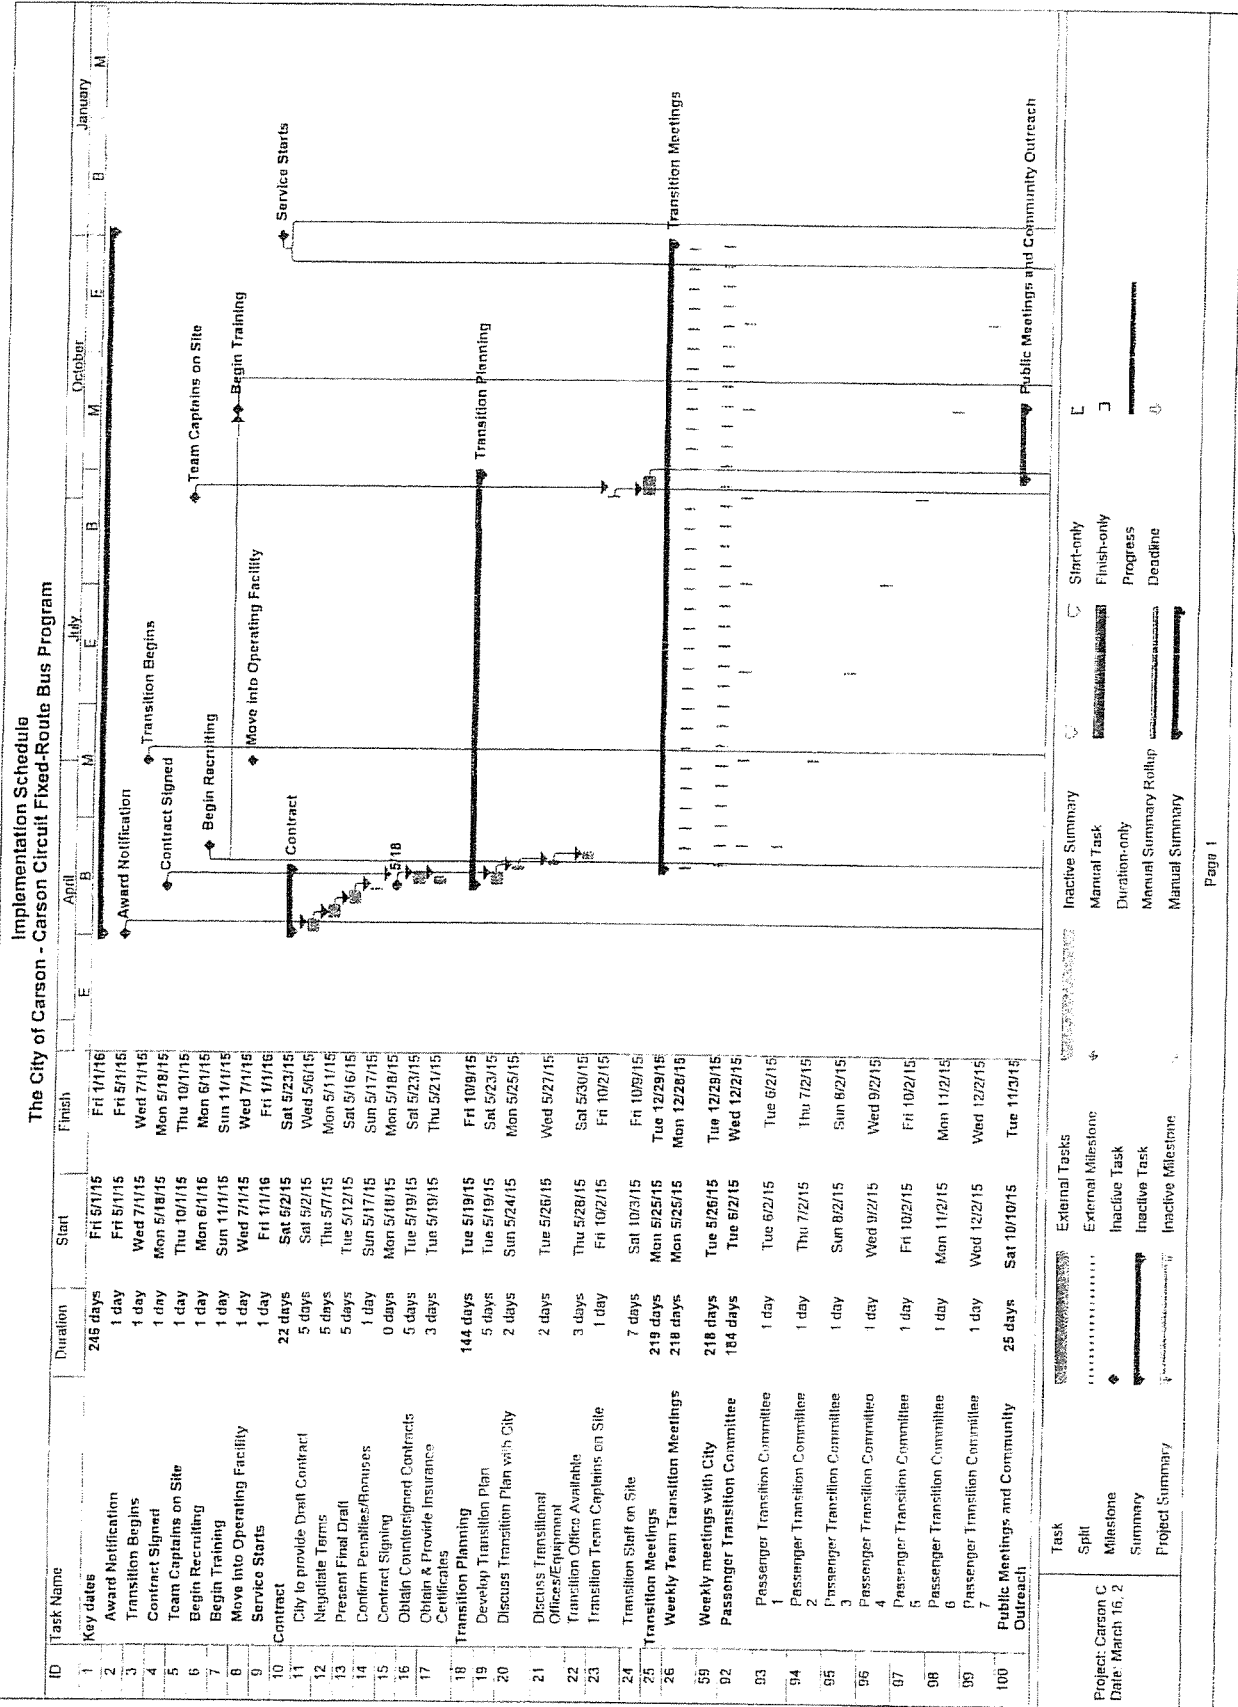 Implementation Schedule
The City of Carson - Carson Circuit Fixed-Route Bus Program
ID Task Name Duration Start Finish April July October January
E B M E B M E B M
1 Key dates 246 days Fri 5/1/15 Fri 1/1/16
2 Award Notification 1 day Fri 5/1/15 Fri 5/1/15 Award Notification
3 Transition Begins 1 day Wed 7/1/15 Wed 7/1/15 Transition Begins
4 Contract Signed 1 day Mon 5/18/15 Mon 5/18/15 Contract Signed
5 Team Captains on Site 1 day Thu 10/1/15 Thu 10/1/15 Team Captains on Site
6 Begin Recruiting 1 day Mon 6/1/15 Mon 6/1/15 Begin Recruiting
7 Begin Training 1 day Sun 11/1/15 Sun 11/1/15 Begin Training
8 Move into Operating Facility 1 day Wed 7/1/15 Wed 7/1/15 Move into Operating Facility
9 Service Starts 1 day Fri 1/1/16 Fri 1/1/16 Service Starts
10 Contract 22 days Sat 5/2/15 Sat 5/23/15 Contract
11 City to provide Draft Contract 5 days Sat 5/2/15 Wed 5/6/15
12 Negotiate Terms 5 days Thu 5/7/15 Mon 5/11/15
13 Present Final Draft 5 days Tue 5/12/15 Sat 5/16/15
14 Confirm Penalties/Bonuses 1 day Sun 5/17/15 Sun 5/17/15
15 Contract Signing 0 days Mon 5/18/15 Mon 5/18/15 5/18
16 Obtain Countersigned Contracts 5 days Tue 5/19/15 Sat 5/23/15
17 Obtain & Provide Insurance 3 days Tue 5/19/15 Thu 5/21/15
Certificates
18 Transition Planning 144 days Tue 5/19/15 Fri 10/9/15 Transition Planning
19 Develop Transition Plan 5 days Tue 5/19/15 Sat 5/23/15
20 Discuss Transition Plan with City 2 days Sun 5/24/15 Mon 5/25/15
21 Discuss Transitional 2 days Tue 5/26/15 Wed 5/27/15
Offices/Equipment
22 Transition Office Available 3 days Thu 5/28/15 Sat 5/30/15
23 Transition Team Captains on Site 1 day Fri 10/2/15 Fri 10/2/15
24 Transition Staff on Site 7 days Sat 10/3/15 Fri 10/9/15
25 Transition Meetings 219 days Mon 5/25/15 Tue 12/29/15 Transition Meetings
26 Weekly Team Transition Meetings 218 days Mon 5/25/15 Mon 12/28/15
59 Weekly meetings with City 218 days Tue 5/26/15 Tue 12/29/15
92 Passenger Transition Committee 184 days Tue 6/2/15 Wed 12/2/15
93 Passenger Transition Committee 1 day Tue 6/2/15 Tue 6/2/15
1
94 Passenger Transition Committee 1 day Thu 7/2/15 Thu 7/2/15
2
95 Passenger Transition Committee 1 day Sun 8/2/15 Sun 8/2/15
3
96 Passenger Transition Committee 1 day Wed 9/2/15 Wed 9/2/15
4
97 Passenger Transition Committee 1 day Fri 10/2/15 Fri 10/2/15
5
98 Passenger Transition Committee 1 day Mon 11/2/15 Mon 11/2/15
6
99 Passenger Transition Committee 1 day Wed 12/2/15 Wed 12/2/15
7
100 Public Meetings and Community 25 days Sat 10/10/15 Tue 11/3/15 Public Meetings and Community Outreach
Outreach
Project: Carson C
Date: March 16, 2
Task External Tasks Inactive Summary Start-only
Split External Milestone Manual Task Finish-only
Milestone Inactive Task Duration-only Progress
Summary Inactive Task Manual Summary Rollup Deadline
Project Summary Inactive Milestone Manual Summary
Page 1